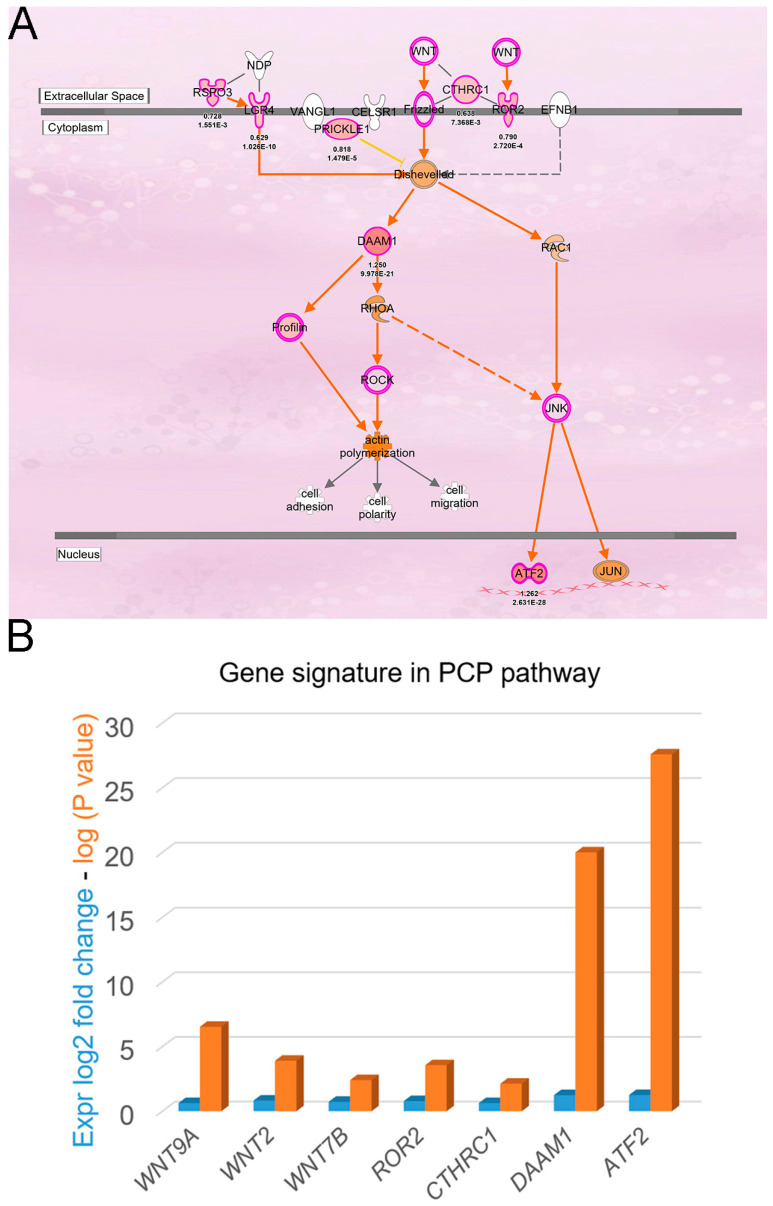 A
Extracellular Space
Cytoplasm
NDP
RSPO3
0.728
1.551E-3
LGR4
0.629
1.026E-10
VANGL1
CELSR1
PRICKLE1
0.818
1.479E-5
WNT
WNT
CTHRC1
0.638
7.368E-3
Frizzled
ROR2
0.790
2.720E-4
EFNB1
Dishevelled
DAAM1
1.250
9.978E-21
RAC1
RHOA
Profilin
ROCK
JNK
actin
polymerization
cell
adhesion
cell
polarity
cell
migration
Nucleus
ATF2
1.262
2.631E-28
JUN
B
Gene signature in PCP pathway
Expr log2 fold change - log (P value)
30
25
20
15
10
5
0
WNT9A
WNT2
WNT7B
ROR2
CTHRC1
DAAM1
ATF2